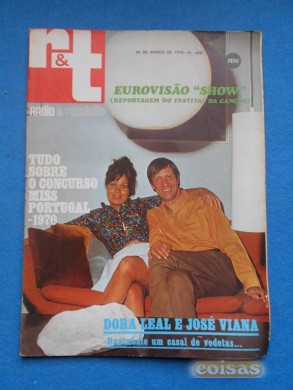 r&t
28 DE MARÇO DE 1970
RÁDIO & TELEVISÃO
EUROVISÃO "SHOW"
(REPORTAGEM DO FESTIVAL DA CANÇÃO)
TUDO
SOBRE
O CONCURSO
MISS
PORTUGAL
-1970
DORA LEAL E JOSÉ VIANA
finalmente um casal de vedetas...
coisas